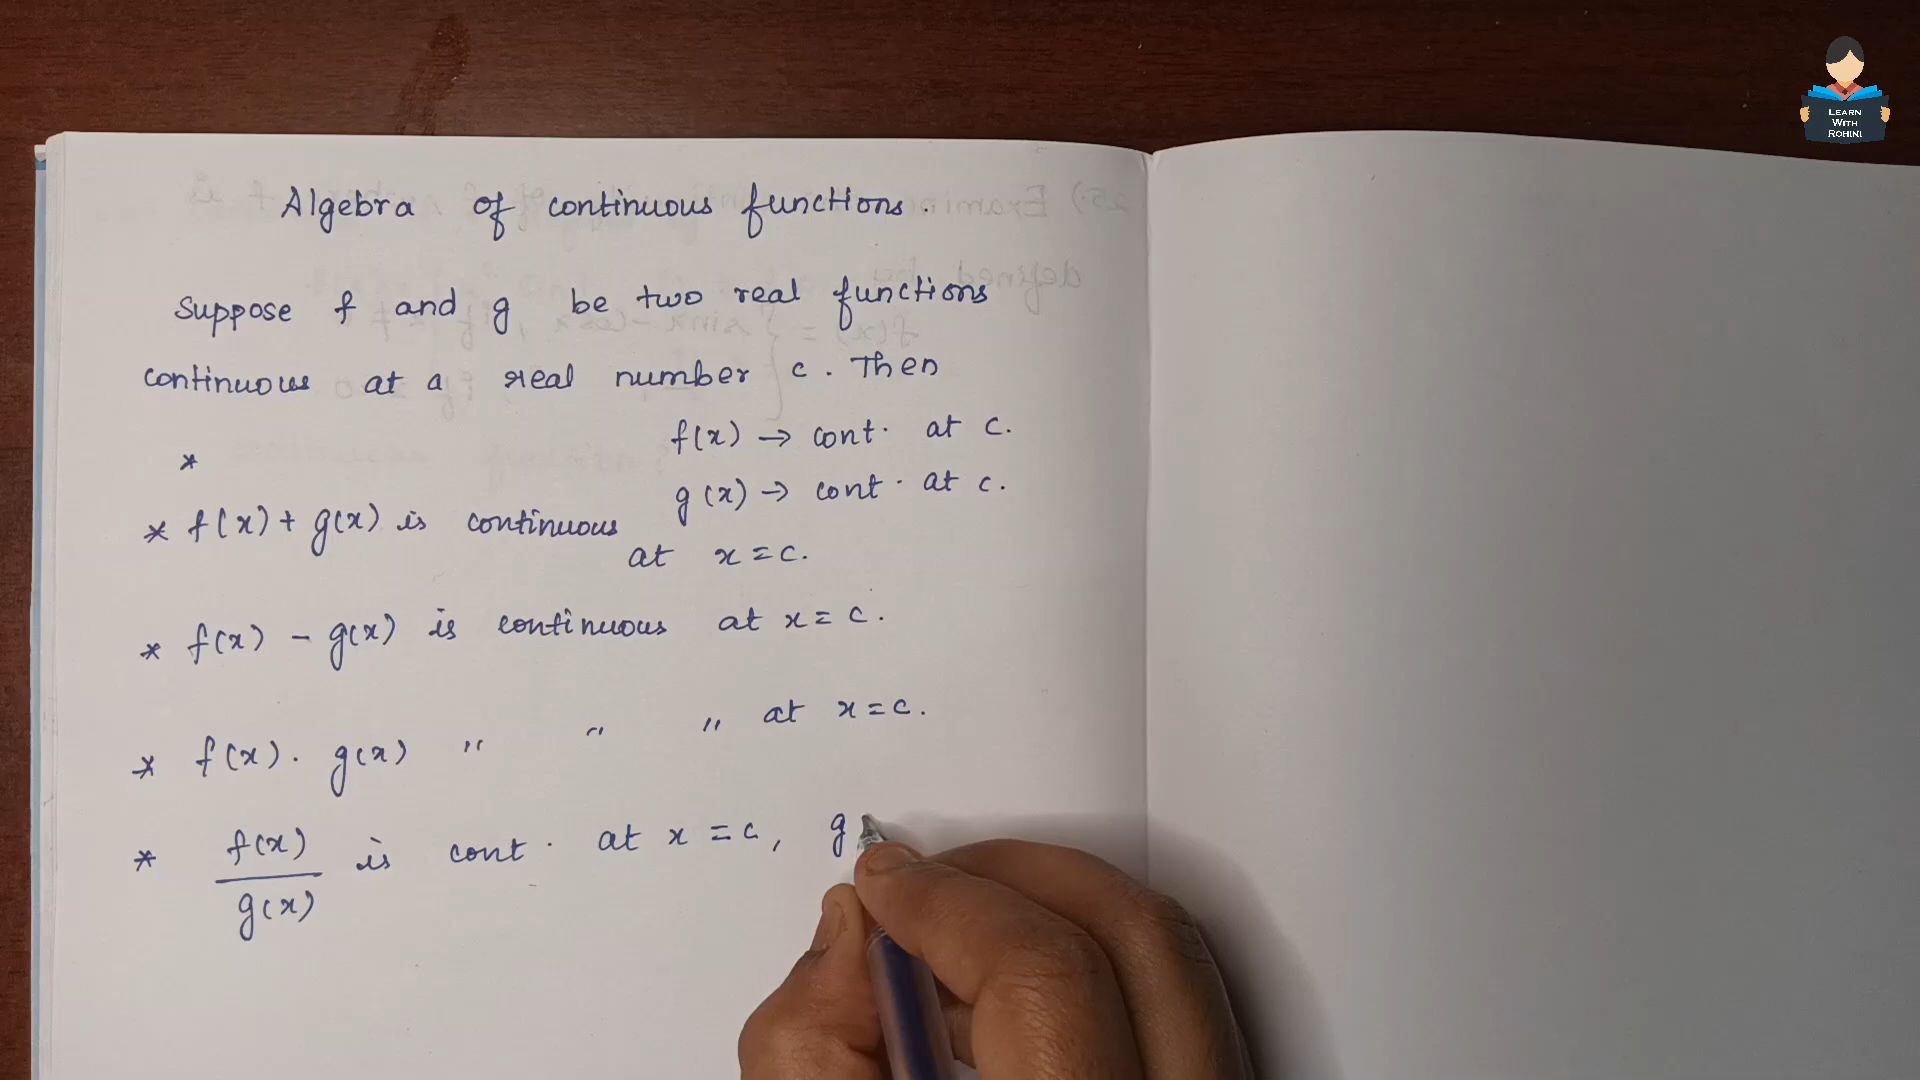 LEARN
WITH
ROHINI
Algebra of continuous functions.
Suppose f and g be two real functions
continuous at a real number c. Then
f(x) → cont. at c.
*
g(x) → cont. at c.
* f(x) + g(x) is continuous
at x = c.
* f(x) - g(x) is continuous at x = c.
* f(x) . g(x) " " " at x = c.
* f(x)/g(x) is cont. at x = c, g